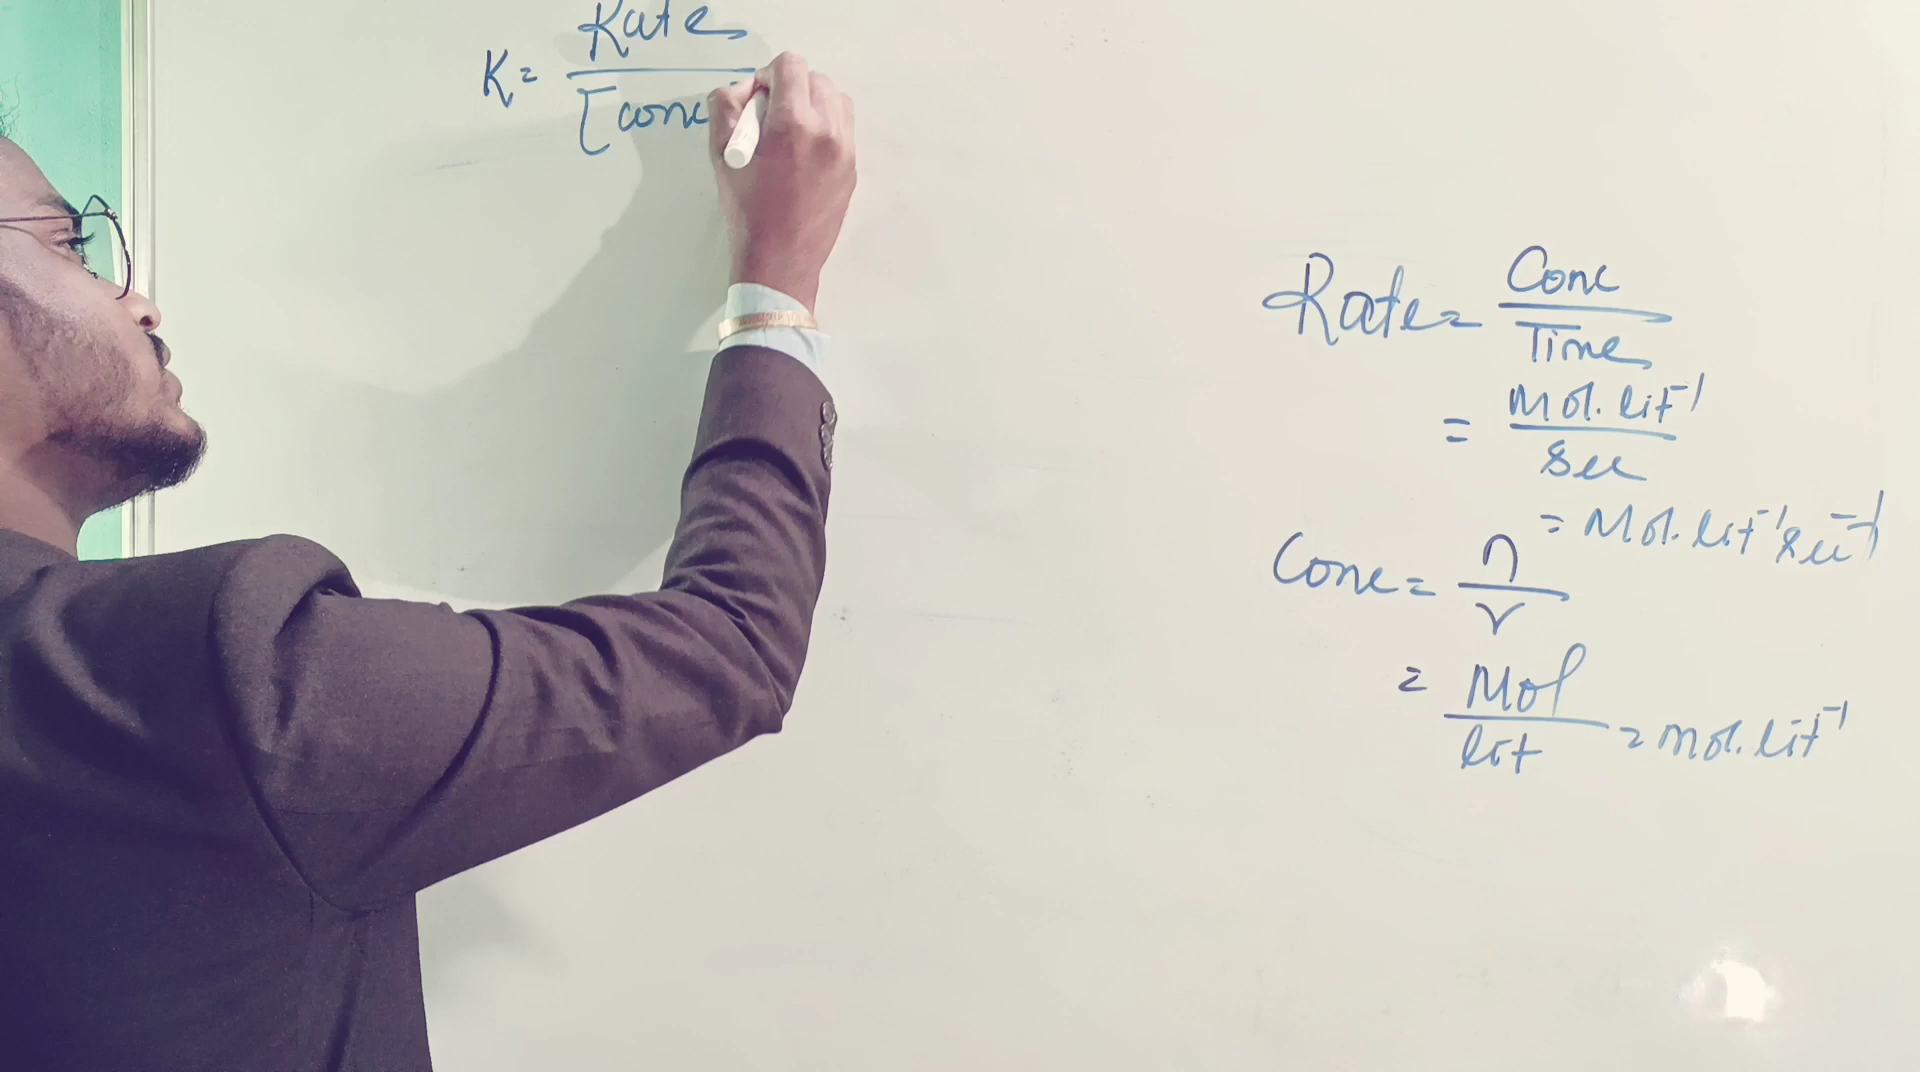 K = Rate / [conc
Rate = Conc / Time
= Mol. lit⁻¹ / sec
= Mol. lit⁻¹ sec⁻¹
Conc = n / v
= Mol / lit = mol. lit⁻¹